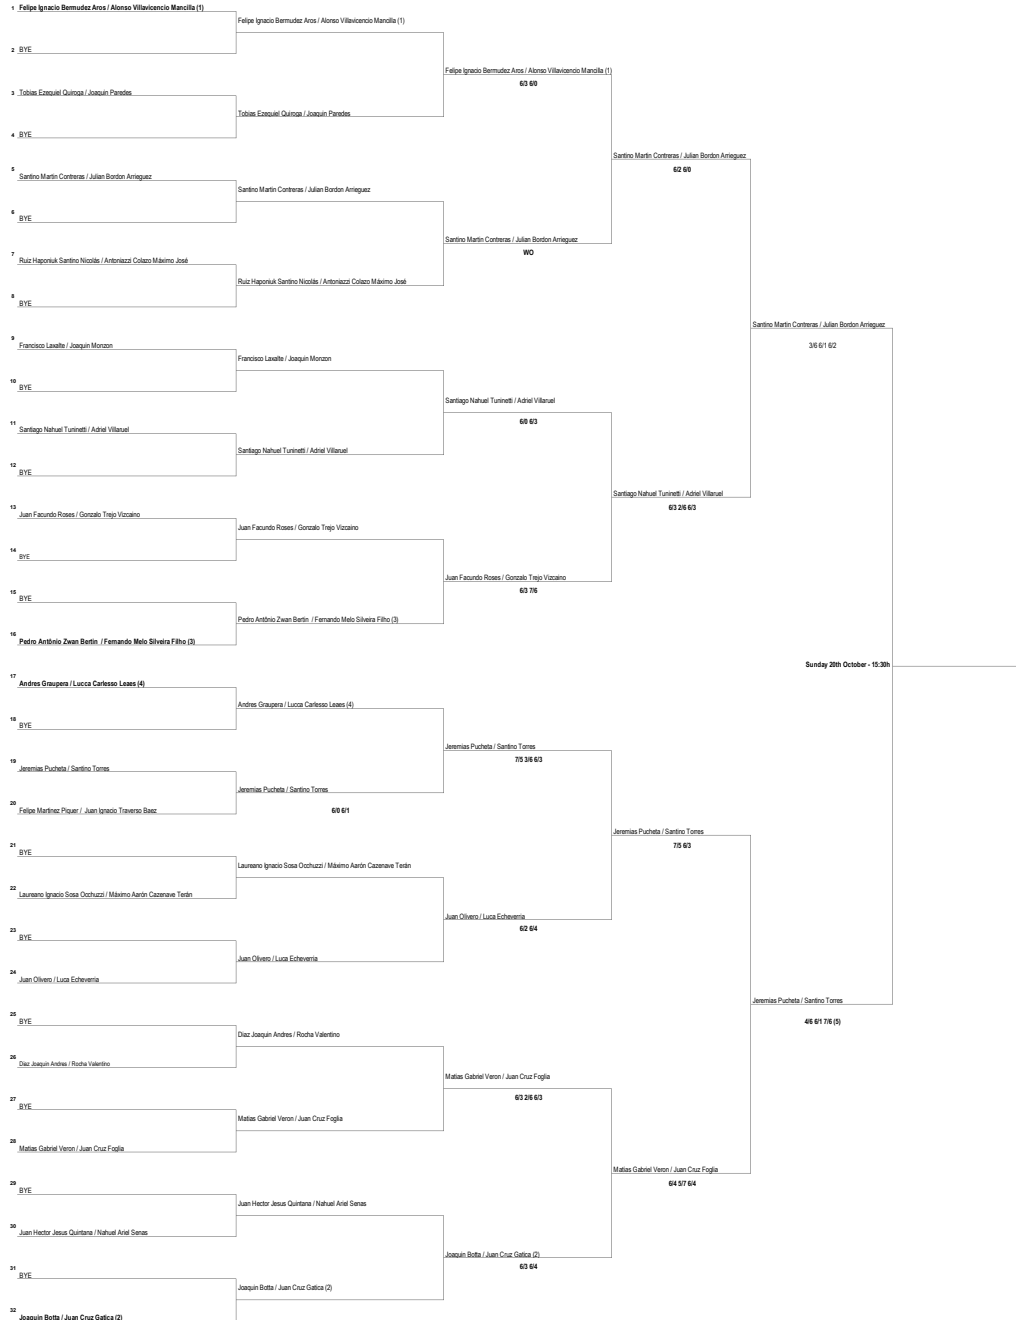 1 Felipe Ignacio Bermudez Aros / Alonso Villavicencio Mancilla (1)
Felipe Ignacio Bermudez Aros / Alonso Villavicencio Mancilla (1)
2 BYE
Felipe Ignacio Bermudez Aros / Alonso Villavicencio Mancilla (1)
6/3 6/0
3 Tobias Ezequiel Quiroga / Joaquin Paredes
Tobias Ezequiel Quiroga / Joaquin Paredes
4 BYE
Santino Martin Contreras / Julian Bordon Arrieguez
6/2 6/0
5 Santino Martin Contreras / Julian Bordon Arrieguez
Santino Martin Contreras / Julian Bordon Arrieguez
6 BYE
Santino Martin Contreras / Julian Bordon Arrieguez
WO
7 Ruiz Haponiuk Santino Nicolás / Antoniazzi Colazo Máximo José
Ruiz Haponiuk Santino Nicolás / Antoniazzi Colazo Máximo José
8 BYE
Santino Martin Contreras / Julian Bordon Arrieguez
3/6 6/1 6/2
9 Francisco Laxalte / Joaquin Monzon
Francisco Laxalte / Joaquin Monzon
10 BYE
Santiago Nahuel Tuninetti / Adriel Villaruel
6/0 6/3
11 Santiago Nahuel Tuninetti / Adriel Villaruel
Santiago Nahuel Tuninetti / Adriel Villaruel
12 BYE
Santiago Nahuel Tuninetti / Adriel Villaruel
6/3 2/6 6/3
13 Juan Facundo Roses / Gonzalo Trejo Vizcaino
Juan Facundo Roses / Gonzalo Trejo Vizcaino
14 BYE
Juan Facundo Roses / Gonzalo Trejo Vizcaino
6/3 7/6
15 BYE
Pedro Antônio Zwan Bertin / Fernando Melo Silveira Filho (3)
16 Pedro Antônio Zwan Bertin / Fernando Melo Silveira Filho (3)
Sunday 20th October - 15:30h
17 Andres Graupera / Lucca Carlesso Leaes (4)
Andres Graupera / Lucca Carlesso Leaes (4)
18 BYE
Jeremias Pucheta / Santino Torres
7/5 3/6 6/3
19 Jeremias Pucheta / Santino Torres
Jeremias Pucheta / Santino Torres
20 Felipe Martinez Piquer / Juan Ignacio Traverso Baez
6/0 6/1
Jeremias Pucheta / Santino Torres
7/5 6/3
21 BYE
Laureano Ignacio Sosa Occhuzzi / Máximo Aarón Cazenave Terán
22 Laureano Ignacio Sosa Occhuzzi / Máximo Aarón Cazenave Terán
Juan Olivero / Luca Echeverria
6/2 6/4
23 BYE
Juan Olivero / Luca Echeverria
24 Juan Olivero / Luca Echeverria
Jeremias Pucheta / Santino Torres
4/6 6/1 7/6 (5)
25 BYE
Diaz Joaquin Andres / Rocha Valentino
26 Diaz Joaquin Andres / Rocha Valentino
Matias Gabriel Veron / Juan Cruz Foglia
6/3 2/6 6/3
27 BYE
Matias Gabriel Veron / Juan Cruz Foglia
28 Matias Gabriel Veron / Juan Cruz Foglia
Matias Gabriel Veron / Juan Cruz Foglia
6/4 5/7 6/4
29 BYE
Juan Hector Jesus Quintana / Nahuel Ariel Senas
30 Juan Hector Jesus Quintana / Nahuel Ariel Senas
Joaquin Botta / Juan Cruz Gatica (2)
6/3 6/4
31 BYE
Joaquin Botta / Juan Cruz Gatica (2)
32 Joaquin Botta / Juan Cruz Gatica (2)